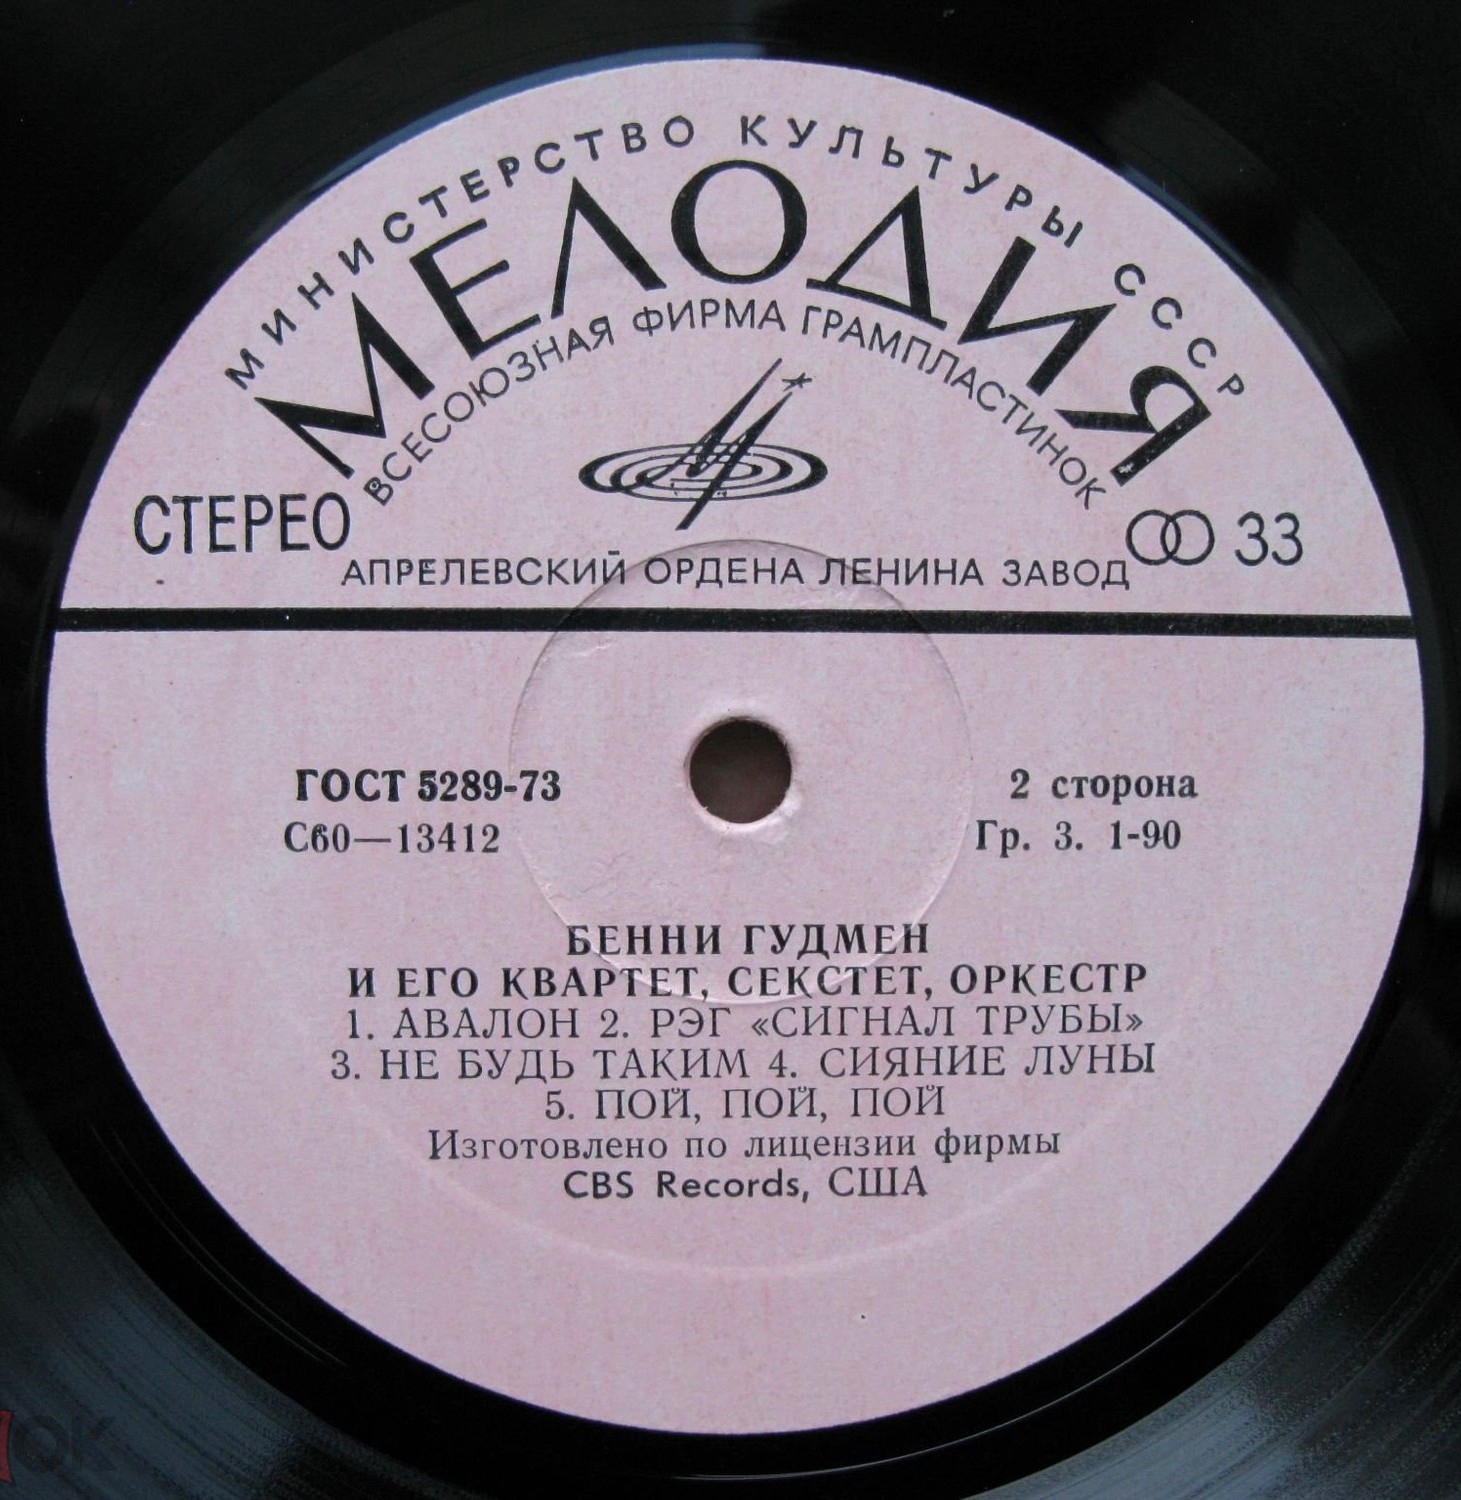 МИНИСТЕРСТВО КУЛЬТУРЫ СССР
МЕЛОДИЯ
ВСЕСОЮЗНАЯ ФИРМА ГРАМПЛАСТИНОК
СТЕРЕО
33
АПРЕЛЕВСКИЙ ОРДЕНА ЛЕНИНА ЗАВОД
ГОСТ 5289-73
2 сторона
С60—13412
Гр. 3. 1-90
БЕННИ ГУДМЕН
И ЕГО КВАРТЕТ, СЕКСТЕТ, ОРКЕСТР
1. АВАЛОН 2. РЭГ «СИГНАЛ ТРУБЫ»
3. НЕ БУДЬ ТАКИМ 4. СИЯНИЕ ЛУНЫ
5. ПОЙ, ПОЙ, ПОЙ
Изготовлено по лицензии фирмы
CBS Records, США
ОК